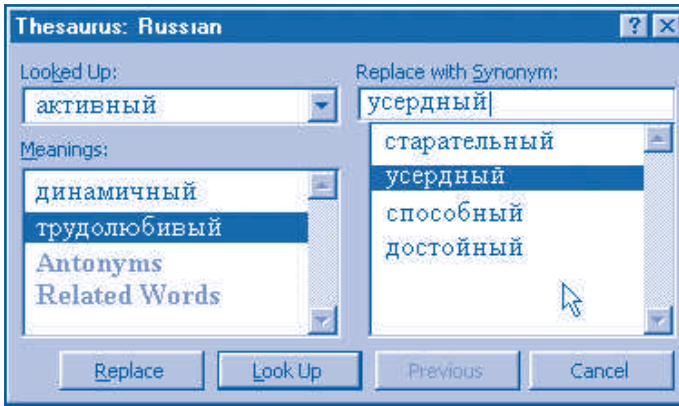 Thesaurus: Russian
Looked Up:
активный
Meanings:
динамичный
трудолюбивый
Antonyms
Related Words
Replace with Synonym:
усердный
старательный
усердный
способный
достойный
Replace
Look Up
Previous
Cancel